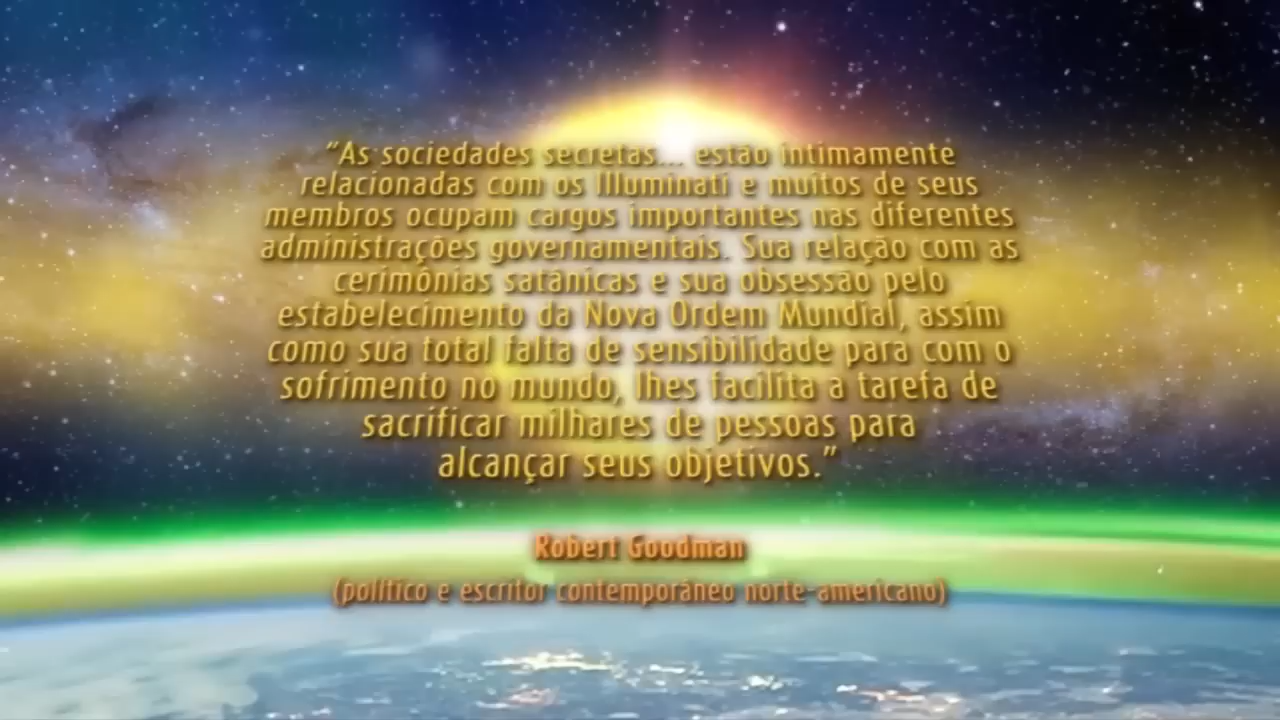 "As sociedades secretas... estão intimamente
relacionadas com os Illuminati e muitos de seus
membros ocupam cargos importantes nas diferentes
administrações governamentais. Sua relação com as
cerimônias satânicas e sua obsessão pelo
estabelecimento da Nova Ordem Mundial, assim
como sua total falta de sensibilidade para com o
sofrimento no mundo, lhes facilita a tarefa de
sacrificar milhares de pessoas para
alcançar seus objetivos."
Robert Goodman
(político e escritor contemporáneo norte-americano)